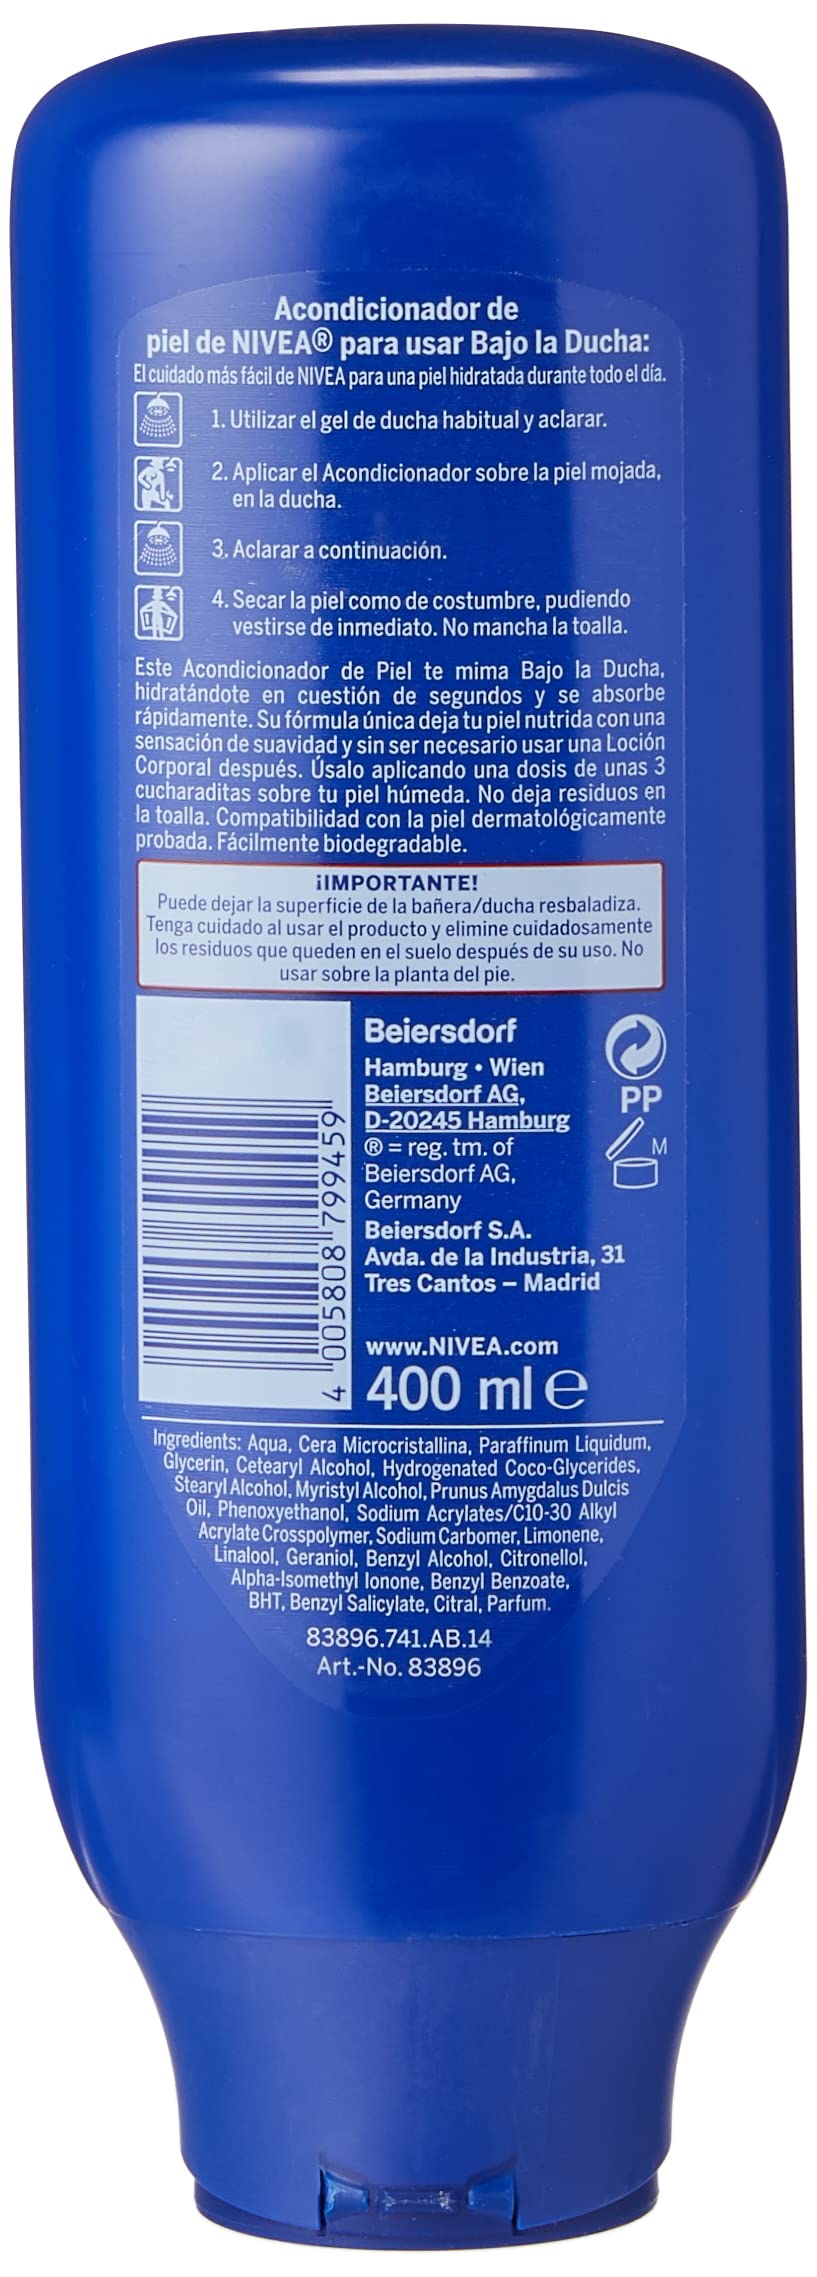 Acondicionador de
piel de NIVEA® para usar Bajo la Ducha:
El cuidado más fácil de NIVEA para una piel hidratada durante todo el día.
1. Utilizar el gel de ducha habitual y aclarar.
2. Aplicar el Acondicionador sobre la piel mojada,
en la ducha.
3. Aclarar a continuación.
4. Secar la piel como de costumbre, pudiendo
vestirse de inmediato. No mancha la toalla.
Este Acondicionador de Piel te mima Bajo la Ducha,
hidratándote en cuestión de segundos y se absorbe
rápidamente. Su fórmula única deja tu piel nutrida con una
sensación de suavidad y sin ser necesario usar una Loción
Corporal después. Úsalo aplicando una dosis de unas 3
cucharaditas sobre tu piel húmeda. No deja residuos en
la toalla. Compatibilidad con la piel dermatológicamente
probada. Fácilmente biodegradable.
¡IMPORTANTE!
Puede dejar la superficie de la bañera/ducha resbaladiza.
Tenga cuidado al usar el producto y elimine cuidadosamente
los residuos que queden en el suelo después de su uso. No
usar sobre la planta del pie.
4 005808 799459
Beiersdorf
Hamburg • Wien
Beiersdorf AG,
D-20245 Hamburg
® = reg. tm. of
Beiersdorf AG,
Germany
Beiersdorf S.A.
Avda. de la Industria, 31
Tres Cantos – Madrid
www.NIVEA.com
400 ml e
PP
M
Ingredients: Aqua, Cera Microcristallina, Paraffinum Liquidum,
Glycerin, Cetearyl Alcohol, Hydrogenated Coco-Glycerides,
Stearyl Alcohol, Myristyl Alcohol, Prunus Amygdalus Dulcis
Oil, Phenoxyethanol, Sodium Acrylates/C10-30 Alkyl
Acrylate Crosspolymer, Sodium Carbomer, Limonene,
Linalool, Geraniol, Benzyl Alcohol, Citronellol,
Alpha-Isomethyl Ionone, Benzyl Benzoate,
BHT, Benzyl Salicylate, Citral, Parfum.
83896.741.AB.14
Art.-No. 83896